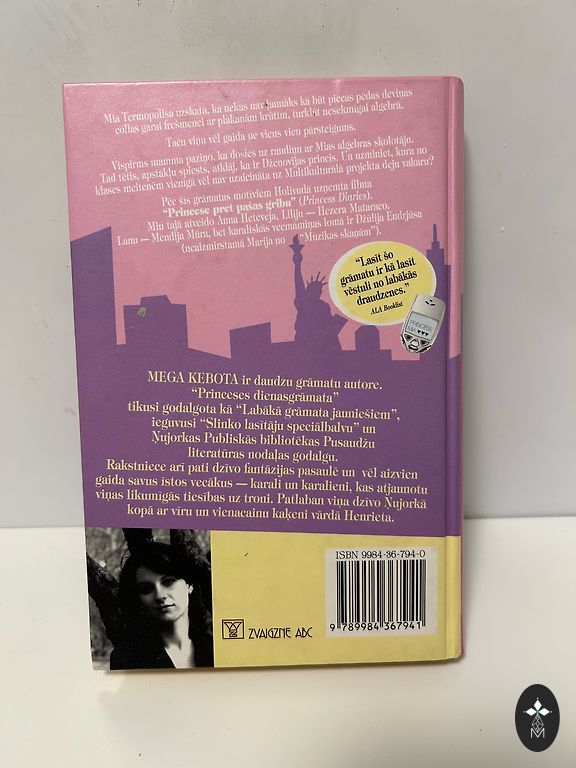 Mia Termopolisa uzskata, ka nekas nav ļaunāks kā būt piecas pēdas deviņas
collas garai frešmenei ar plakanām krūtīm, turklāt nesekmīgai algebrā.
Taču viņu vēl gaida ne viens vien pārsteigums.
Vispirms mamma paziņo, ka dosies uz randiņu ar Mias algebras skolotāju.
Tad tētis, apstākļu spiests, atklāj, ka ir Dženovijas princis. Un uzminiet, kura no
klases meitenēm vienīgā vēl nav uzaicināta uz Multikulturālā projekta deju vakaru?
Pēc šīs grāmatas motīviem Holivudā uzņemta filma
"Princese pret pašas gribu" (Princess Diaries).
Miu tajā atveido Anna Heteveja, Liliju — Hezera Mataraco,
Lanu — Mendija Mūra, bet karaliskās vecmāmiņas lomā ir Džūlija Endrjūsa
(neaizmirstamā Marija no "Mūzikas skaņām").
"Lasīt šo
grāmatu ir kā lasīt
vēstuli no labākās
draudzenes."
ALA Booklist
PRINCESE
MIA ♥♥♥
MEGA KEBOTA ir daudzu grāmatu autore.
"Princeses dienasgrāmata"
tikusi godalgota kā "Labākā grāmata jauniešiem",
ieguvusi "Slinko lasītāju speciālbalvu" un
Ņujorkas Publiskās bibliotēkas Pusaudžu
literatūras nodaļas godalgu.
Rakstniece arī pati dzīvo fantāzijas pasaulē un vēl aizvien
gaida savus īstos vecākus — karali un karalieni, kas atjaunotu
viņas likumīgās tiesības uz troni. Patlaban viņa dzīvo Ņujorkā
kopā ar vīru un vienacainu kaķeni vārdā Henrieta.
ISBN 9984-36-794-0
ZVAIGZNE ABC
9 789984 367941
M